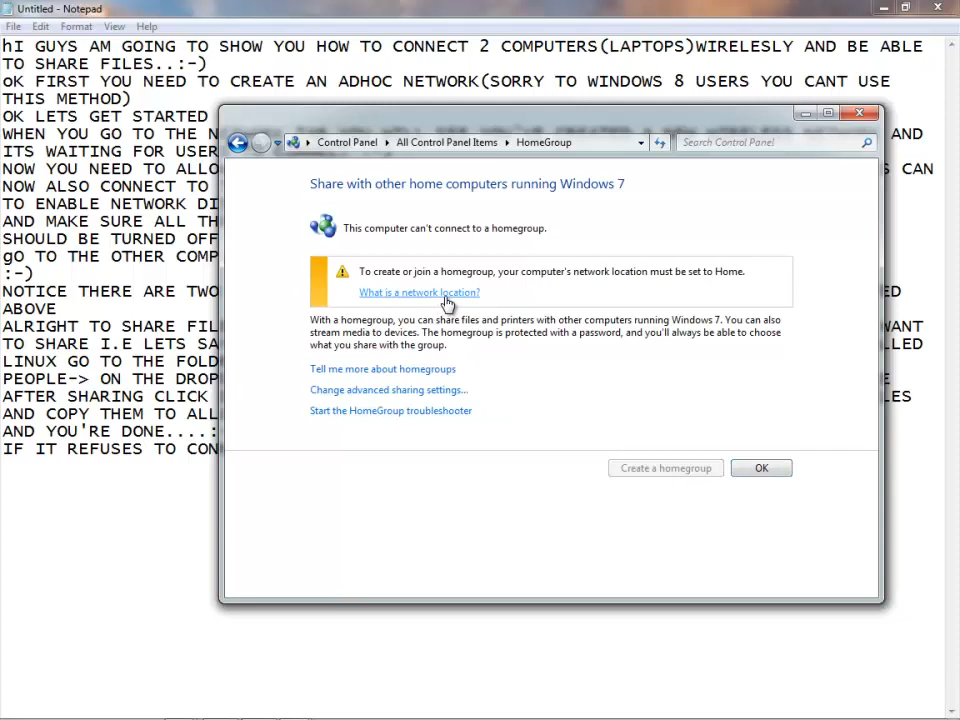 Untitled - Notepad
File Edit Format View Help
hI GUYS AM GOING TO SHOW YOU HOW TO CONNECT 2 COMPUTERS(LAPTOPS)WIRELESLY AND BE ABLE
TO SHARE FILES..:-)
oK FIRST YOU NEED TO CREATE AN ADHOC NETWORK(SORRY TO WINDOWS 8 USERS YOU CANT USE
THIS METHOD)
OK LETS GET STARTED
WHEN YOU GO TO THE AND
ITS WAITING FOR USER
NOW YOU NEED TO ALLO S CAN
NOW ALSO CONNECT TO
TO ENABLE NETWORK DI
AND MAKE SURE ALL TH
SHOULD BE TURNED OFF
gO TO THE OTHER COMP
:-)
NOTICE THERE ARE TWO ED
ABOVE
ALRIGHT TO SHARE FIL WANT
TO SHARE I.E LETS SA LLED
LINUX GO TO THE FOLD
PEOPLE-> ON THE DROP E
AFTER SHARING CLICK LES
AND COPY THEM TO ALL
AND YOU'RE DONE....:
IF IT REFUSES TO CON
Control Panel All Control Panel Items HomeGroup Search Control Panel
Share with other home computers running Windows 7
This computer can't connect to a homegroup.
To create or join a homegroup, your computer's network location must be set to Home.
What is a network location?
With a homegroup, you can share files and printers with other computers running Windows 7. You can also
stream media to devices. The homegroup is protected with a password, and you'll always be able to choose
what you share with the group.
Tell me more about homegroups
Change advanced sharing settings...
Start the HomeGroup troubleshooter
Create a homegroup OK